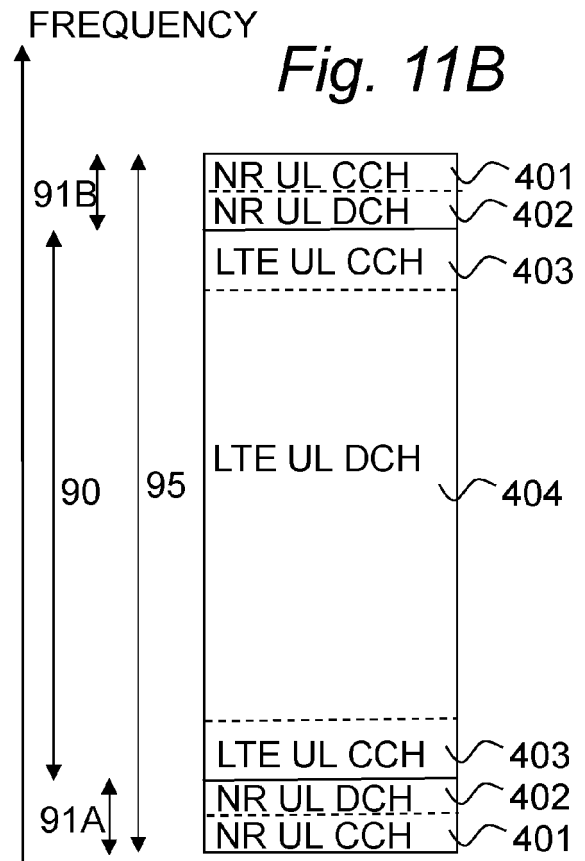 FREQUENCY
Fig. 11B
91B
NR UL CCH 401
NR UL DCH 402
LTE UL CCH 403
90
95
LTE UL DCH 404
LTE UL CCH 403
91A
NR UL DCH 402
NR UL CCH 401